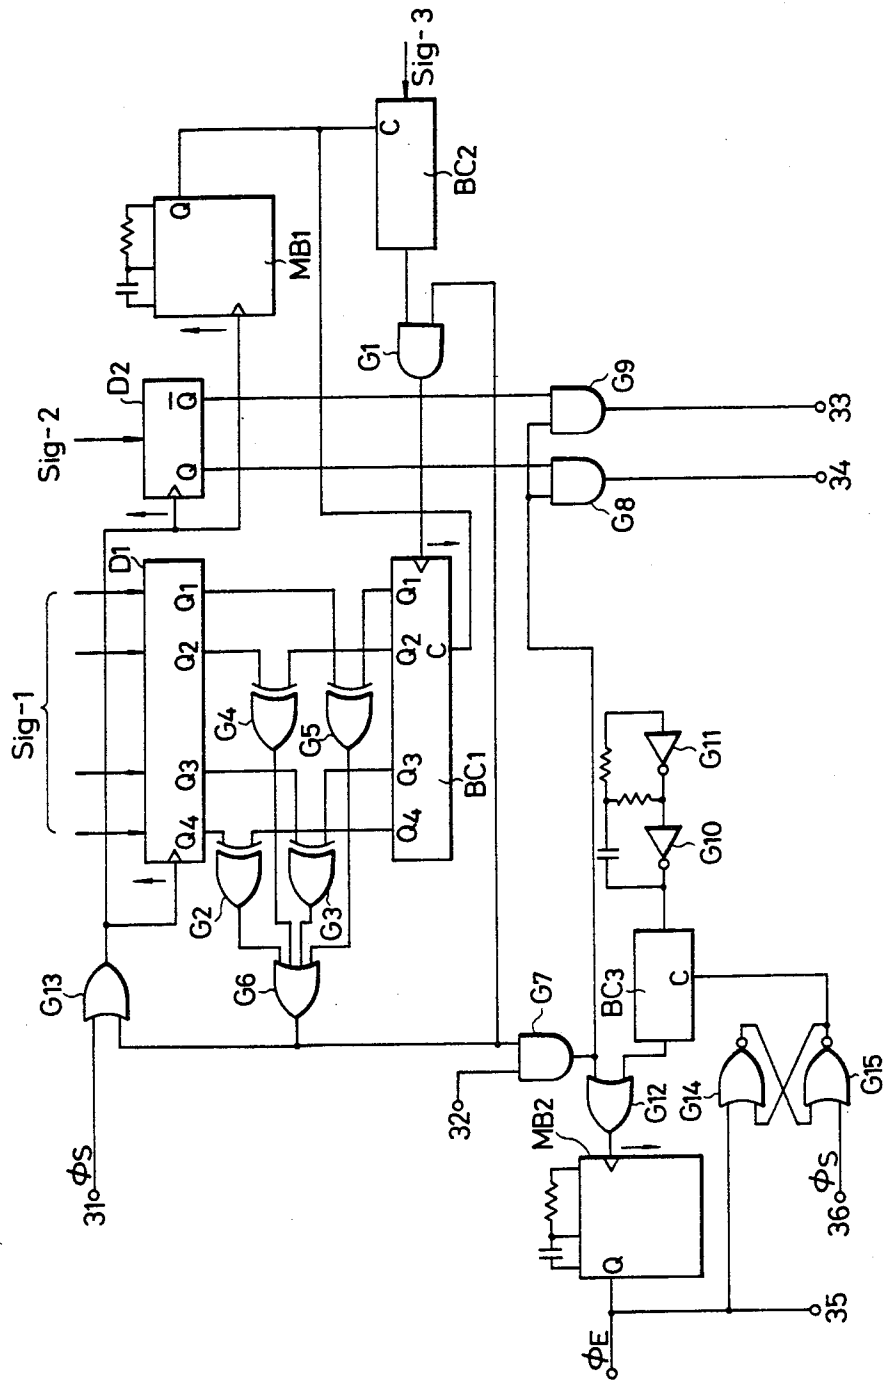 Sig-1
Sig-2
Sig-3
D1
Q4
Q3
Q2
Q1
D2
Q
Q̅
Q
MB1
C
BC2
G1
G13
31
ϕS
G2
G4
G5
G3
G6
Q4
Q3
Q2
Q1
C
BC1
32
G7
G8
G9
34
33
MB2
Q
G12
BC3
C
G10
G11
G14
G15
ϕE
35
36
ϕS